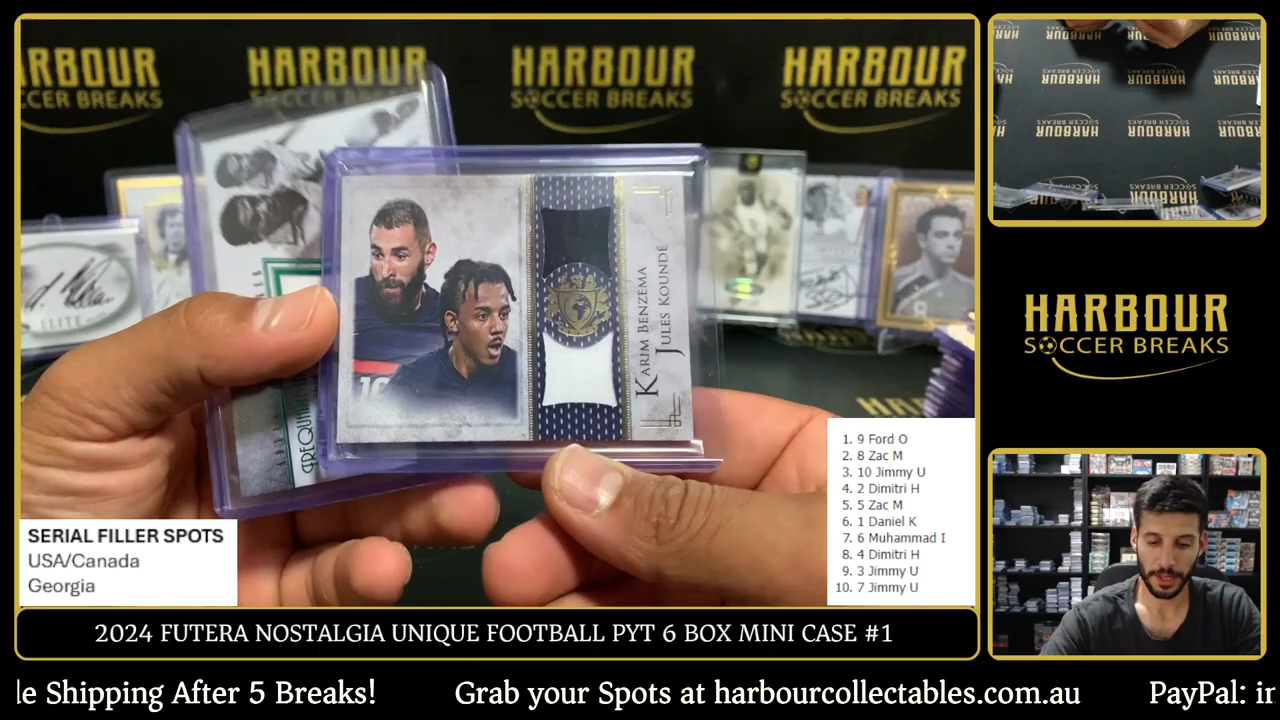 RBOUR
CCER BREAKS
HARBOUR
SOCCER BREAKS
HARBOUR
SOCCER BREAKS
HARBOUR
SOCCER BREAKS
ELITE
KARIM BENZEMA
JULES KOUNDÉ
HARBOUR
SOCCER BREAKS
SERIAL FILLER SPOTS
USA/Canada
Georgia
1. 9 Ford O
2. 8 Zac M
3. 10 Jimmy U
4. 2 Dimitri H
5. 5 Zac M
6. 1 Daniel K
7. 6 Muhammad I
8. 4 Dimitri H
9. 3 Jimmy U
10. 7 Jimmy U
2024 FUTERA NOSTALGIA UNIQUE FOOTBALL PYT 6 BOX MINI CASE #1
le Shipping After 5 Breaks!
Grab your Spots at harbourcollectables.com.au
PayPal: in